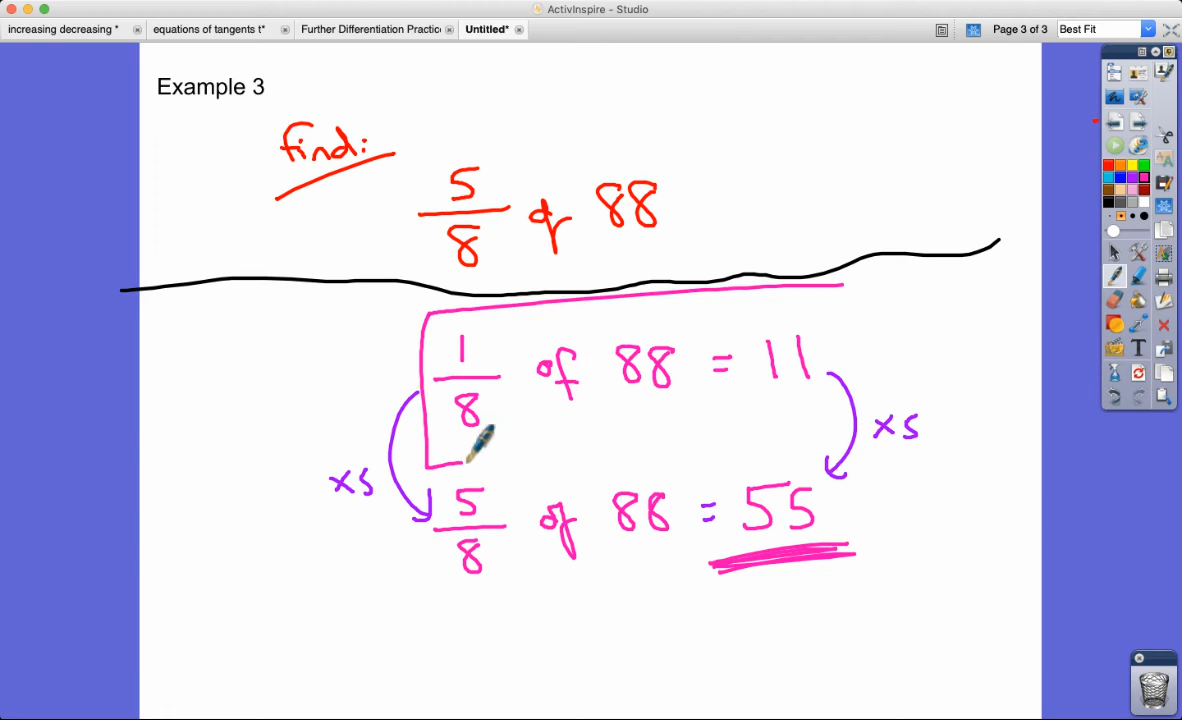 ActivInspire - Studio
increasing decreasing *
equations of tangents t*
Further Differentiation Practice
Untitled*
Page 3 of 3
Best Fit
Example 3
find:
5/8 of 88
1/8 of 88 = 11
x5
x5
5/8 of 88 = 55